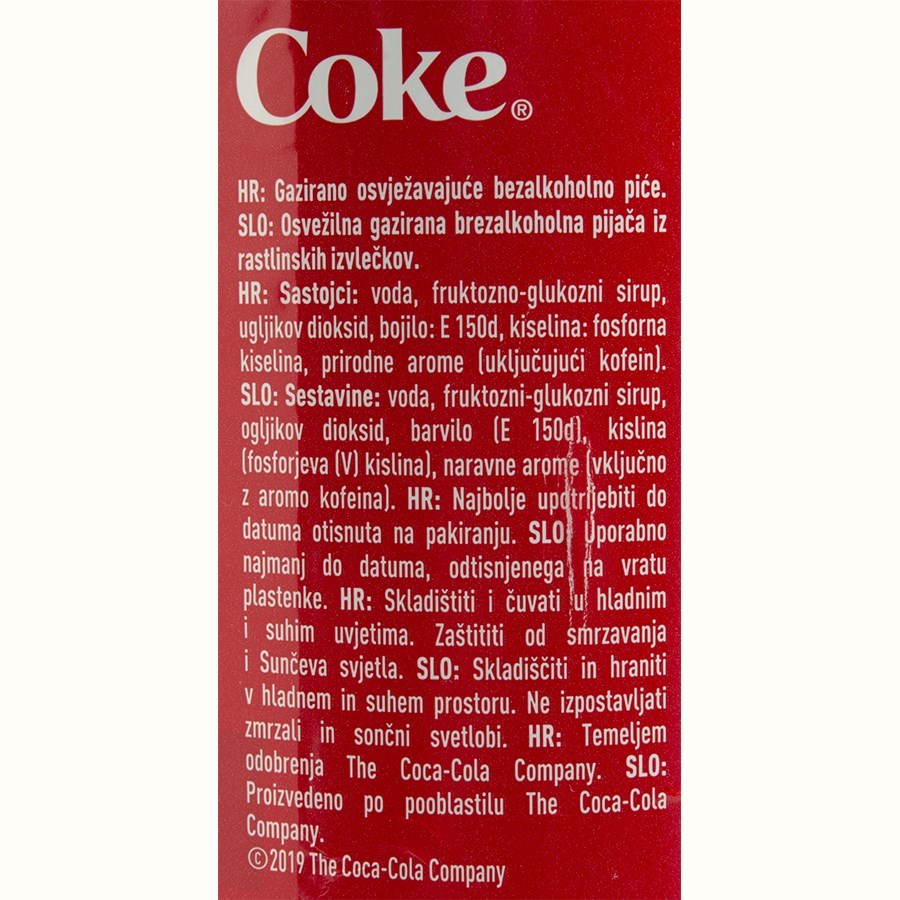 Coke®
HR: Gazirano osvježavajuće bezalkoholno piće.
SLO: Osvežilna gazirana brezalkoholna pijača iz
rastlinskih izvlečkov.
HR: Sastojci: voda, fruktozno-glukozni sirup,
ugljikov dioksid, bojilo: E 150d, kiselina: fosforna
kiselina, prirodne arome (uključujući kofein).
SLO: Sestavine: voda, fruktozni-glukozni sirup,
ogljikov dioksid, barvilo (E 150d), kislina
(fosforjeva (V) kislina), naravne arome (vključno
z aromo kofeina). HR: Najbolje upotrijebiti do
datuma otisnuta na pakiranju. SLO: Uporabno
najmanj do datuma, odtisnjenega na vratu
plastenke. HR: Skladištiti i čuvati u hladnim
i suhim uvjetima. Zaštititi od smrzavanja
i Sunčeva svjetla. SLO: Skladiščiti in hraniti
v hladnem in suhem prostoru. Ne izpostavljati
zmrzali in sončni svetlobi. HR: Temeljem
odobrenja The Coca-Cola Company. SLO:
Proizvedeno po pooblastilu The Coca-Cola
Company.
©2019 The Coca-Cola Company